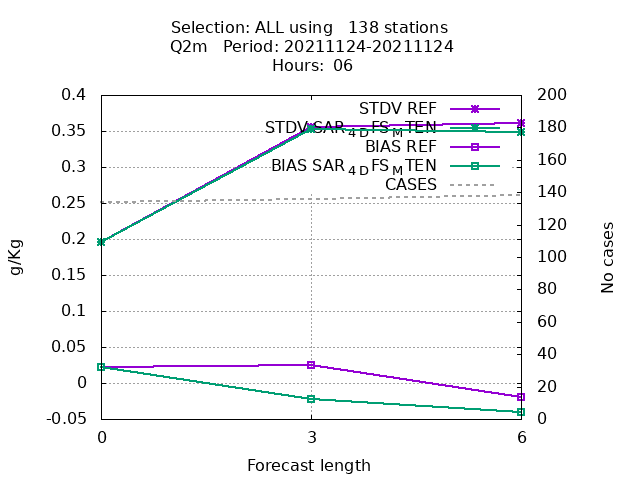 Selection: ALL using 138 stations
Q2m Period: 20211124-20211124
Hours: 06
STDV REF
STDV SAR4DFSMTEN
BIAS REF
BIAS SAR4DFSMTEN
CASES
0.4
0.35
0.3
0.25
0.2
0.15
0.1
0.05
0
-0.05
g/Kg
200
180
160
140
120
100
80
60
40
20
0
No cases
0 3 6
Forecast length